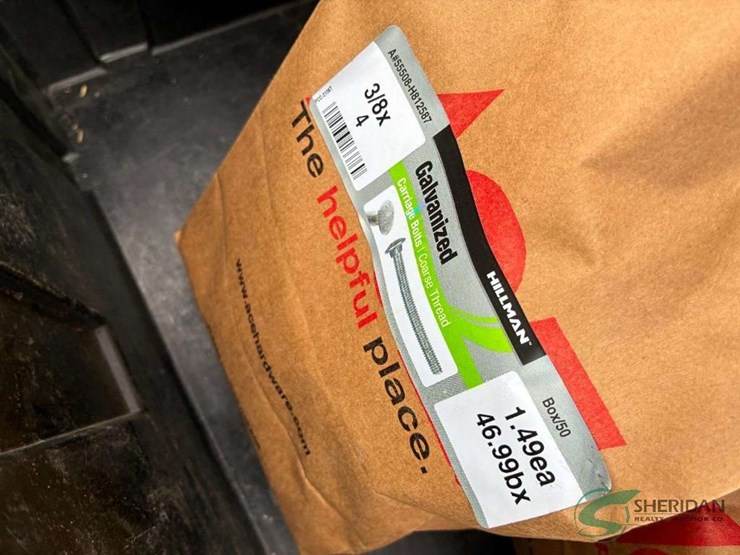 A#55508-H812587
3/8x
4
HILLMAN
Galvanized
Carriage Bolts | Coarse Thread
Box/50
1.49ea
46.99bx
The helpful place.
www.acehardware.com
SHERIDAN